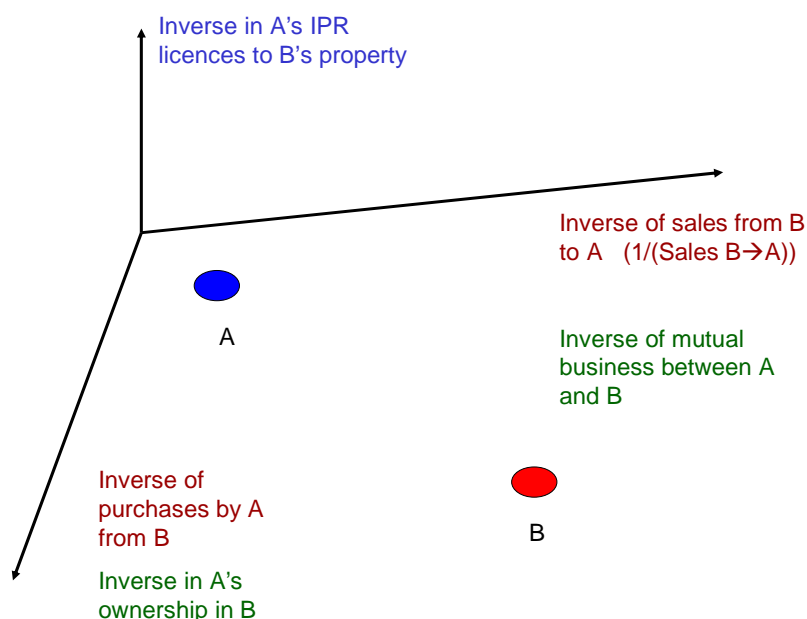 Inverse in A's IPR
licences to B's property
Inverse of sales from B
to A (1/(Sales B→A))
A
Inverse of mutual
business between A
and B
Inverse of
purchases by A
from B
B
Inverse in A's
ownership in B